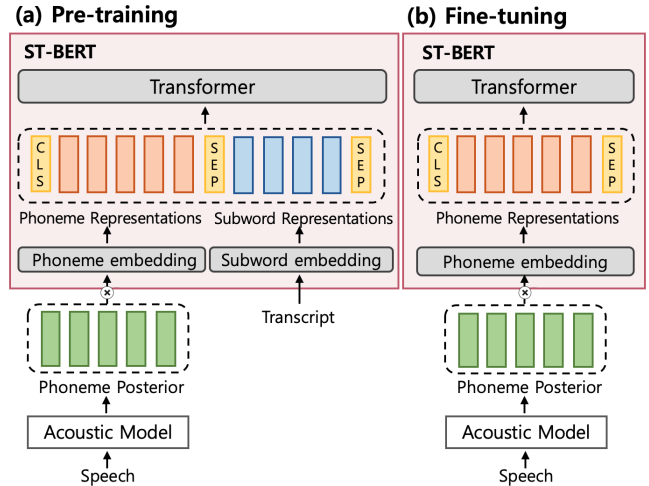 (a) Pre-training
ST-BERT
Transformer
CLS
SEP
SEP
Phoneme Representations
Subword Representations
Phoneme embedding
Subword embedding
Transcript
Phoneme Posterior
Acoustic Model
Speech
(b) Fine-tuning
ST-BERT
Transformer
CLS
SEP
Phoneme Representations
Phoneme embedding
Phoneme Posterior
Acoustic Model
Speech